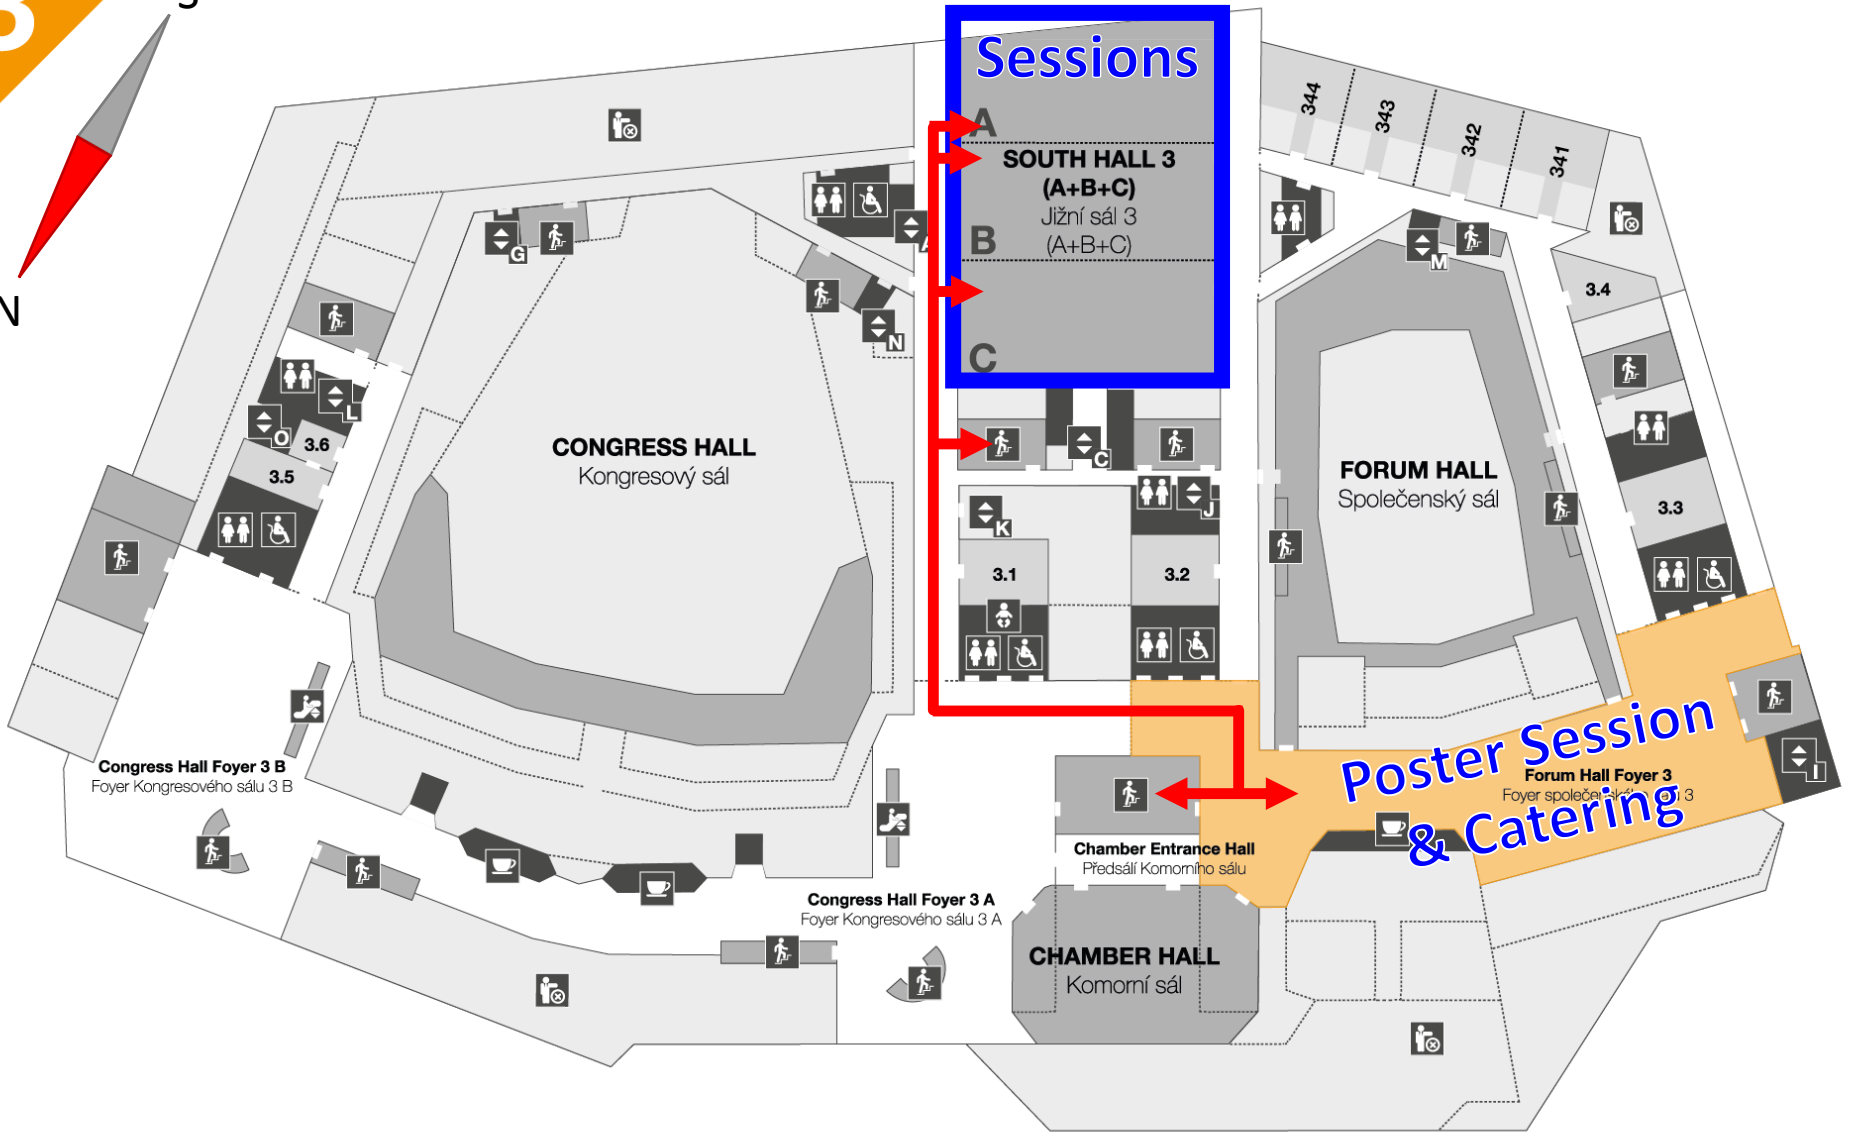 3
S
N
Sessions
A
SOUTH HALL 3
(A+B+C)
Jižní sál 3
(A+B+C)
B
C
344
343
342
341
G
N
M
3.4
L
O
3.6
3.5
CONGRESS HALL
Kongresový sál
C
K
J
3.1
3.2
FORUM HALL
Společenský sál
3.3
Poster Session
& Catering
Forum Hall Foyer 3
3
I
Congress Hall Foyer 3 B
Foyer Kongresového sálu 3 B
Chamber Entrance Hall
Předsálí Komorního sálu
Congress Hall Foyer 3 A
Foyer Kongresového sálu 3 A
CHAMBER HALL
Komorní sál